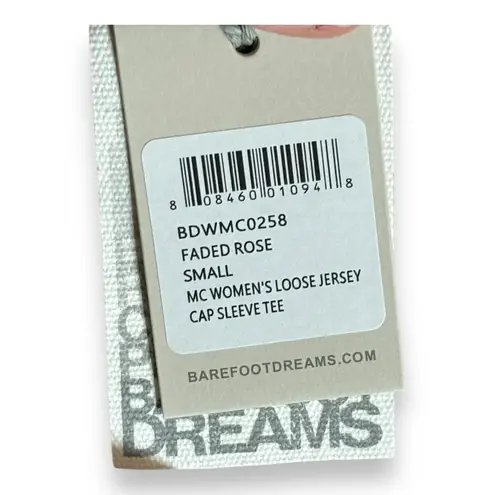 8 08460 01094 8
BDWMC0258
FADED ROSE
SMALL
MC WOMEN'S LOOSE JERSEY
CAP SLEEVE TEE
BAREFOOTDREAMS.COM
DREAMS